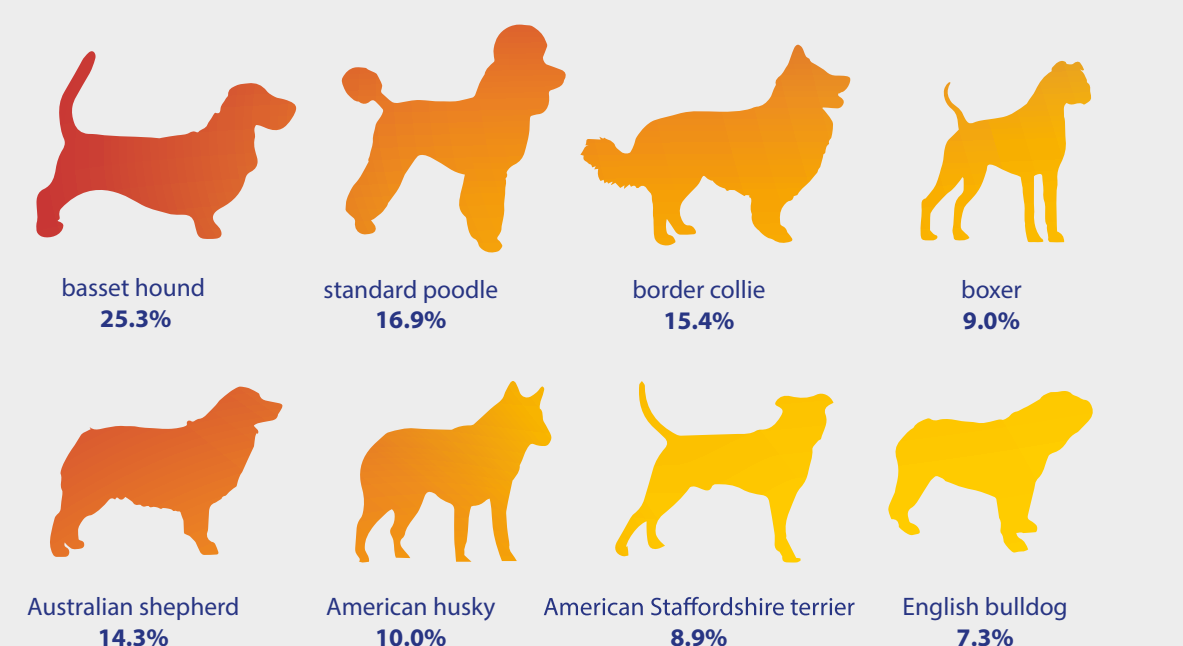 basset hound
25.3%
standard poodle
16.9%
border collie
15.4%
boxer
9.0%
Australian shepherd
14.3%
American husky
10.0%
American Staffordshire terrier
8.9%
English bulldog
7.3%